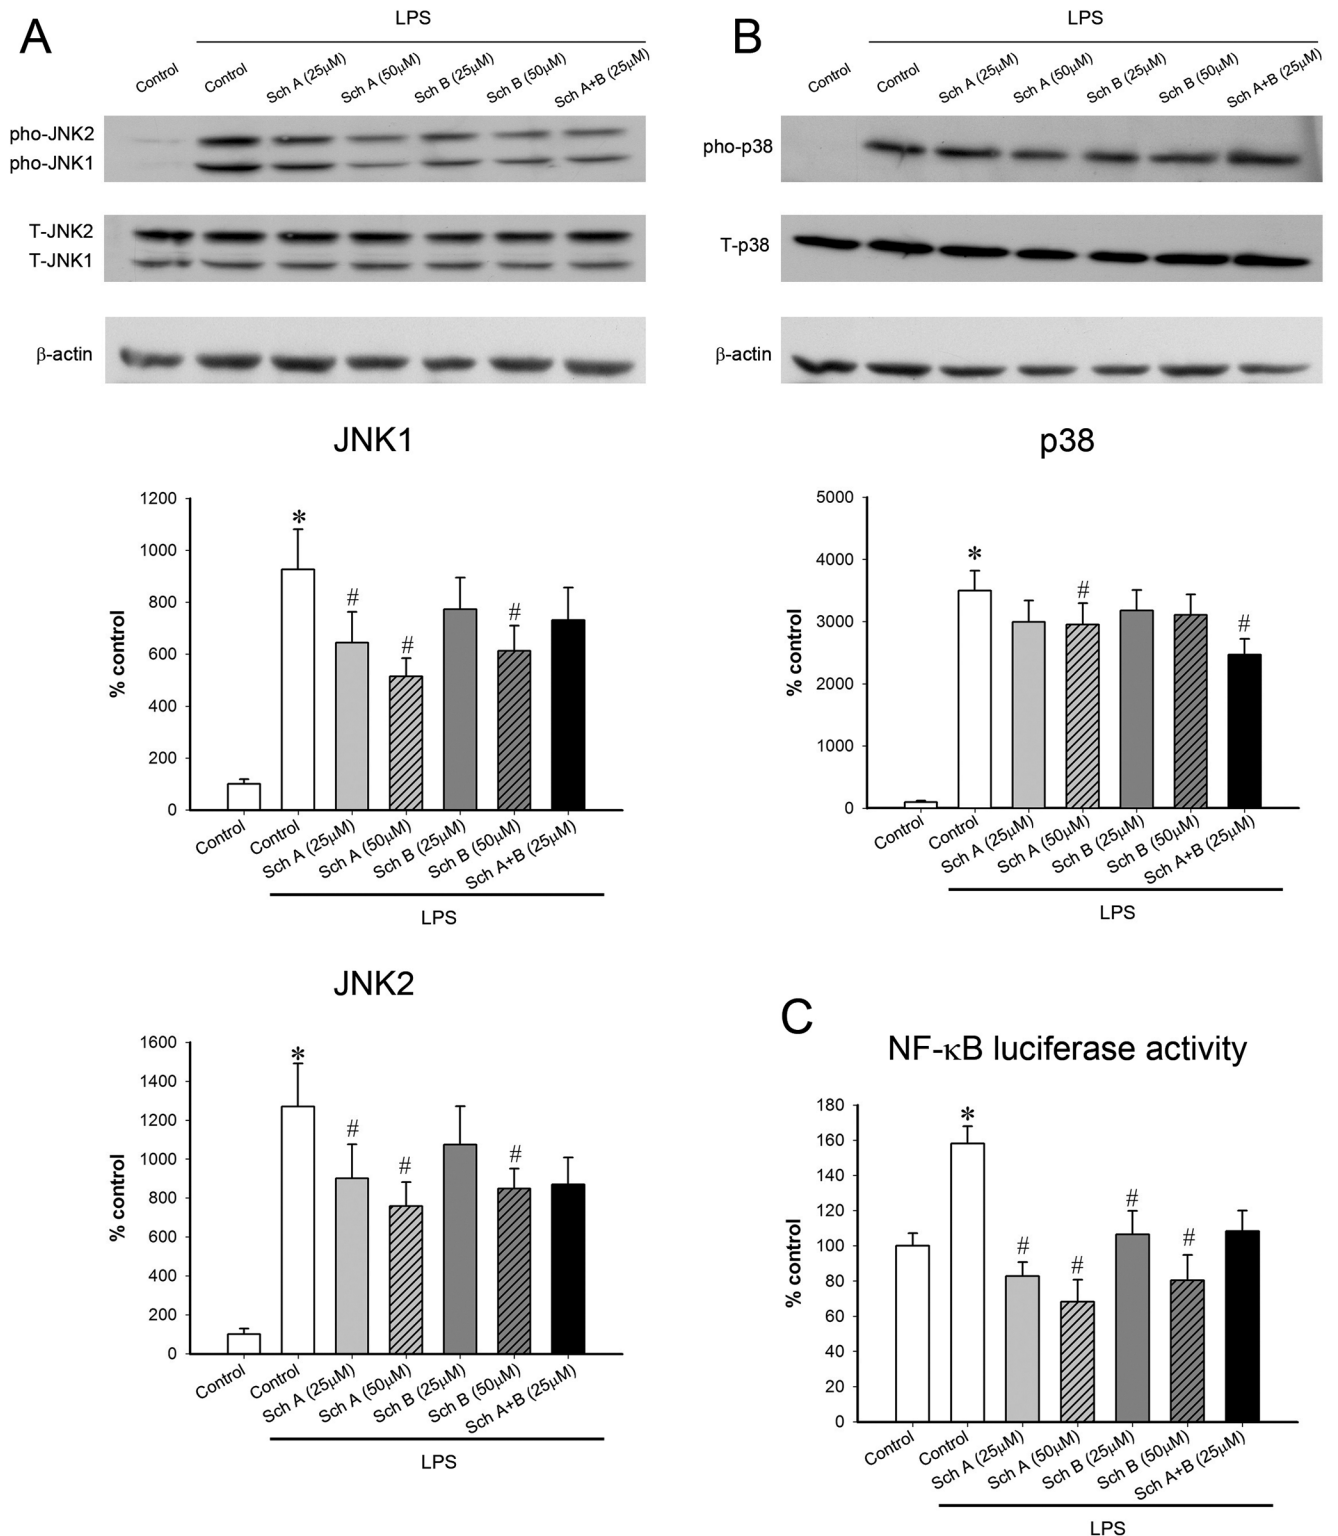 A
LPS
Control
Control
Sch A (25μM)
Sch A (50μM)
Sch B (25μM)
Sch B (50μM)
Sch A+B (25μM)
pho-JNK2
pho-JNK1
T-JNK2
T-JNK1
β-actin
B
LPS
Control
Control
Sch A (25μM)
Sch A (50μM)
Sch B (25μM)
Sch B (50μM)
Sch A+B (25μM)
pho-p38
T-p38
β-actin
JNK1
% control
1200
1000
800
600
400
200
0
*
#
#
#
Control
Control
Sch A (25μM)
Sch A (50μM)
Sch B (25μM)
Sch B (50μM)
Sch A+B (25μM)
LPS
p38
% control
5000
4000
3000
2000
1000
0
*
#
#
Control
Control
Sch A (25μM)
Sch A (50μM)
Sch B (25μM)
Sch B (50μM)
Sch A+B (25μM)
LPS
JNK2
% control
1600
1400
1200
1000
800
600
400
200
0
*
#
#
#
Control
Control
Sch A (25μM)
Sch A (50μM)
Sch B (25μM)
Sch B (50μM)
Sch A+B (25μM)
LPS
C
NF-κB luciferase activity
% control
180
160
140
120
100
80
60
40
20
0
*
#
#
#
#
Control
Control
Sch A (25μM)
Sch A (50μM)
Sch B (25μM)
Sch B (50μM)
Sch A+B (25μM)
LPS